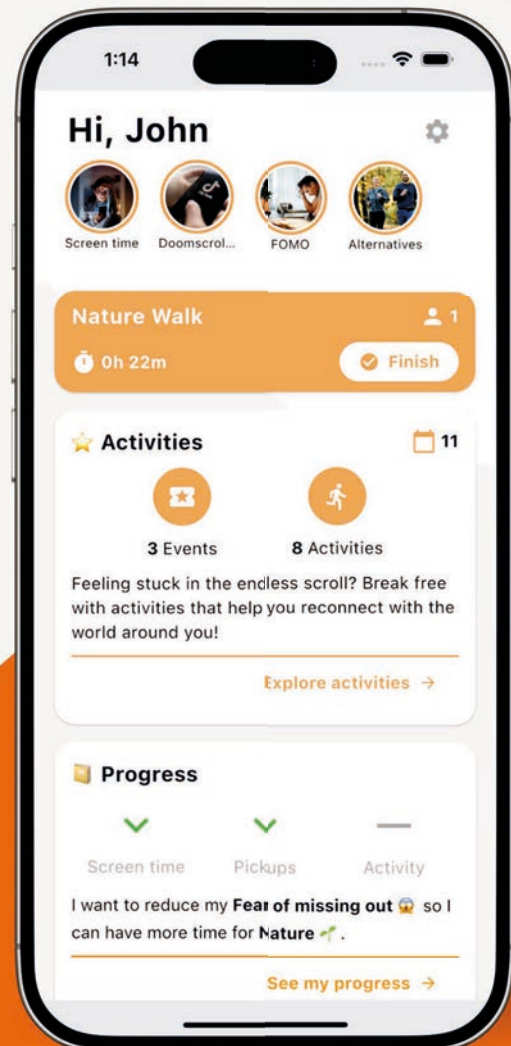 1:14
Hi, John
Screen time
Doomscrol...
FOMO
Alternatives
Nature Walk
1
0h 22m
Finish
Activities
11
3 Events
8 Activities
Feeling stuck in the endless scroll? Break free
with activities that help you reconnect with the
world around you!
Explore activities →
Progress
Screen time
Pickups
Activity
I want to reduce my Fear of missing out 😱 so I
can have more time for Nature 🌱 .
See my progress →